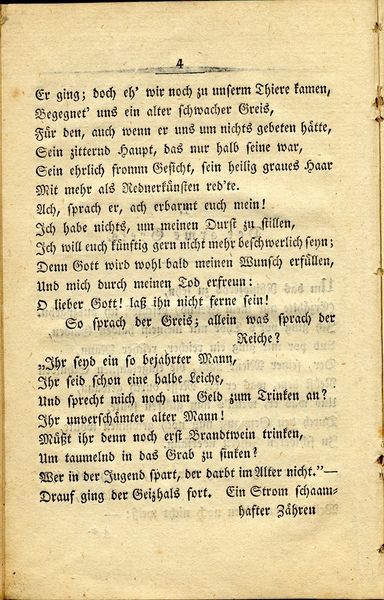 4
Er ging; doch eh' wir noch zu unserm Thiere kamen,
Begegnet' uns ein alter schwacher Greis,
Für den, auch wenn er uns um nichts gebeten hätte,
Sein zitternd Haupt, das nur halb seine war,
Sein ehrlich fromm Gesicht, sein heilig graues Haar
Mit mehr als Rednerkünsten red'te.
Ach, sprach er, ach erbarmt euch mein!
Ich habe nichts, um meinen Durst zu stillen,
Ich will euch künftig gern nicht mehr beschwerlich seyn;
Denn Gott wird wohl bald meinen Wunsch erfüllen,
Und mich durch meinen Tod erfreun:
O lieber Gott! laß ihn nicht ferne sein!
So sprach der Greis; allein was sprach der
Reiche?
„Ihr seyd ein so bejahrter Mann,
Ihr seid schon eine halbe Leiche,
Und sprecht mich noch um Geld zum Trinken an?
Ihr unverschämter alter Mann!
Müßt ihr denn noch erst Brandtwein trinken,
Um taumelnd in das Grab zu sinken?
Wer in der Jugend spart, der darbt im Alter nicht.”—
Drauf ging der Geizhals fort. Ein Strom schaam-
hafter Zähren